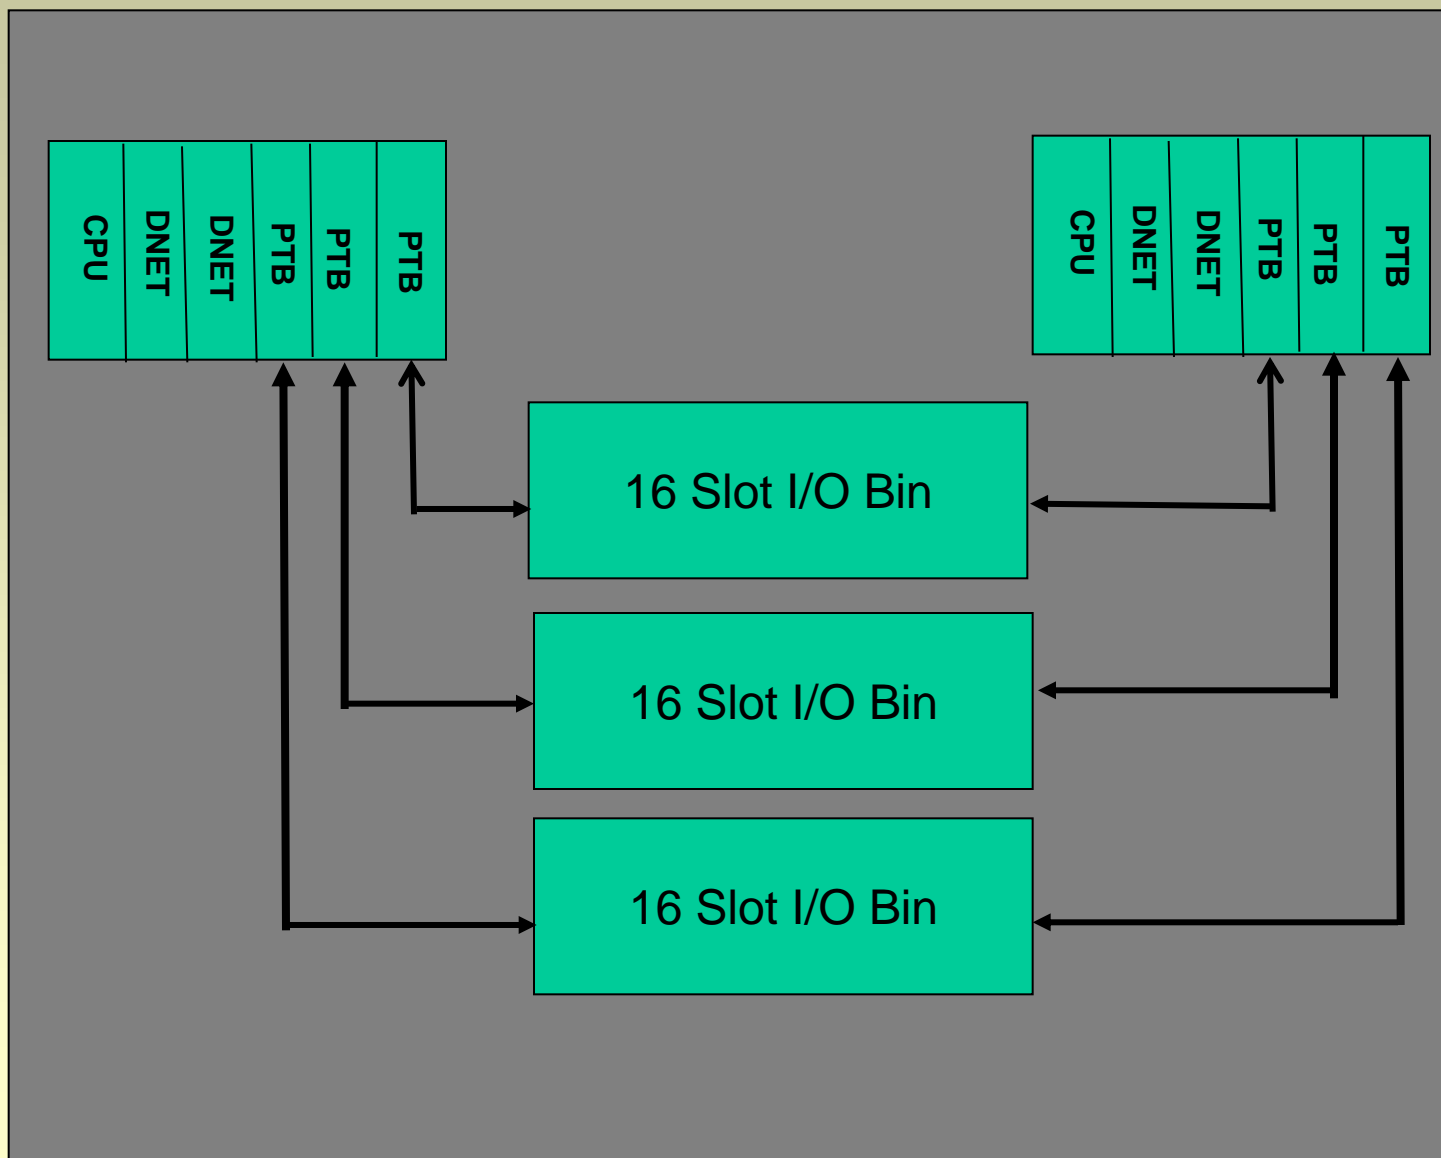 CPU
DNET
DNET
PTB
PTB
PTB
CPU
DNET
DNET
PTB
PTB
PTB
16 Slot I/O Bin
16 Slot I/O Bin
16 Slot I/O Bin